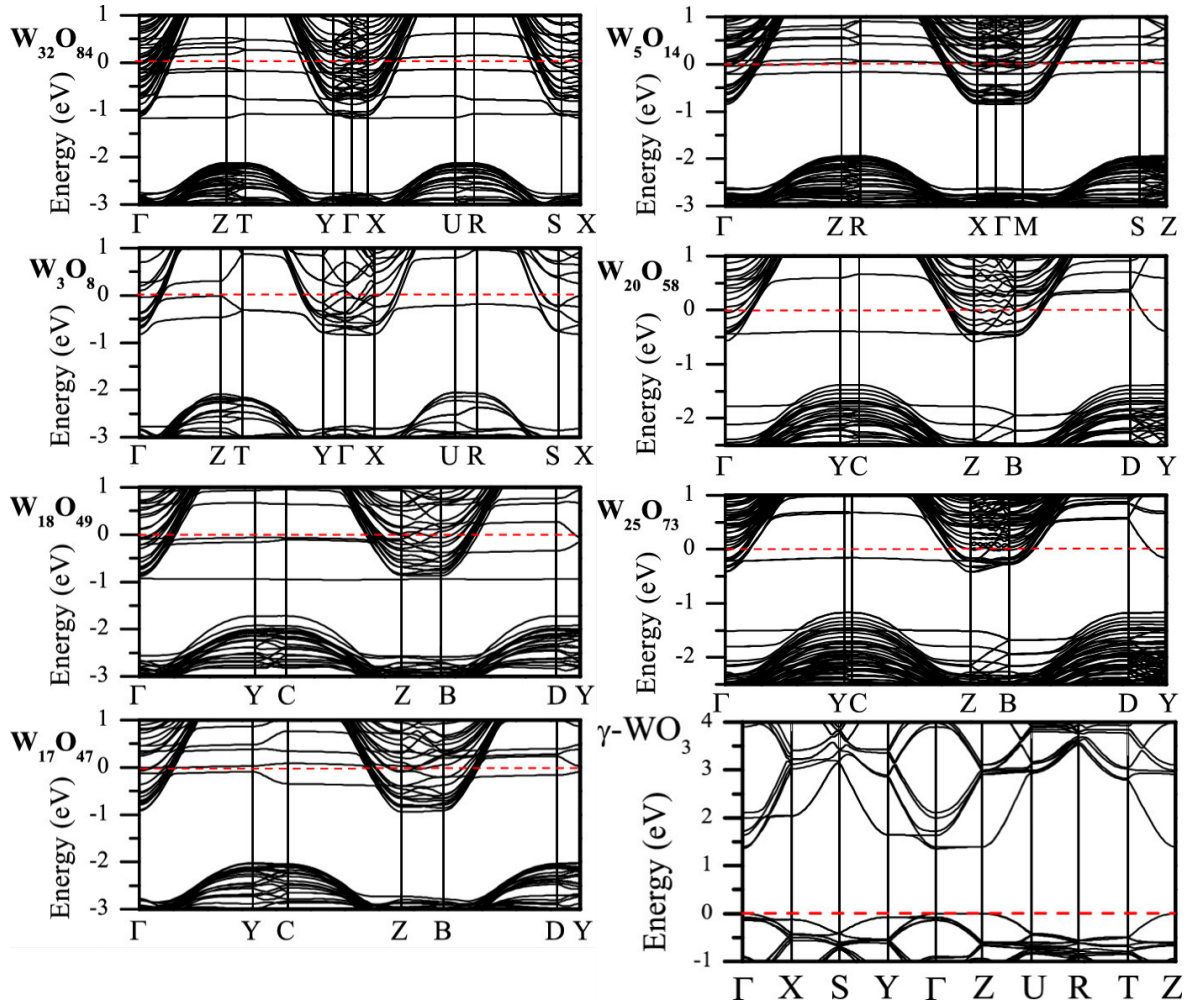 W32O84
Energy (eV)
1
0
-1
-2
-3
Γ Z T Y Γ X U R S X
W5O14
Energy (eV)
1
0
-1
-2
-3
Γ Z R X Γ M S Z
W3O8
Energy (eV)
1
0
-1
-2
-3
Γ Z T Y Γ X U R S X
W20O58
Energy (eV)
1
0
-1
-2
Γ Y C Z B D Y
W18O49
Energy (eV)
1
0
-1
-2
-3
Γ Y C Z B D Y
W25O73
Energy (eV)
1
0
-1
-2
Γ Y C Z B D Y
W17O47
Energy (eV)
1
0
-1
-2
-3
Γ Y C Z B D Y
γ-WO3
Energy (eV)
4
3
2
1
0
-1
Γ X S Y Γ Z U R T Z